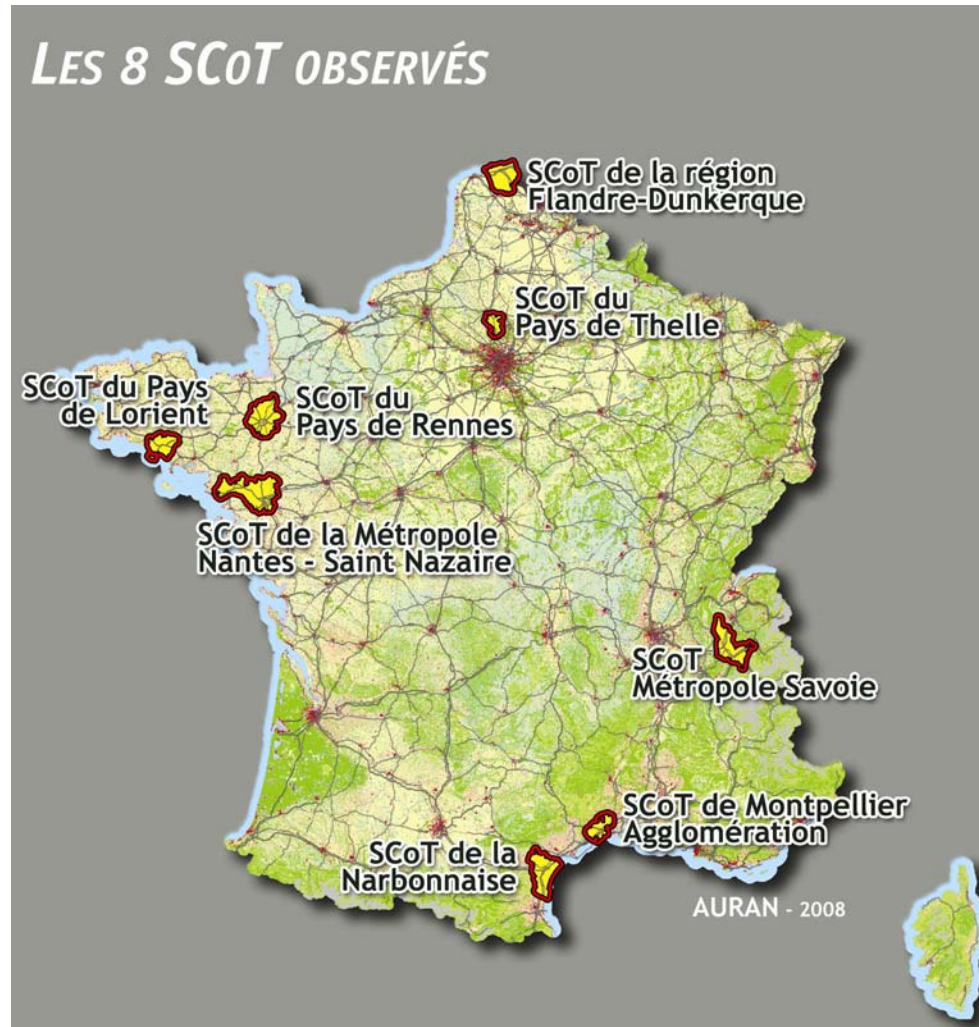 LES 8 SCOT OBSERVÉS
SCoT de la région
Flandre-Dunkerque
SCoT du
Pays de Thelle
SCoT du Pays
de Lorient
SCoT du
Pays de Rennes
SCoT de la Métropole
Nantes - Saint Nazaire
SCoT
Métropole Savoie
SCoT de Montpellier
Agglomération
SCoT de la
Narbonnaise
AURAN - 2008